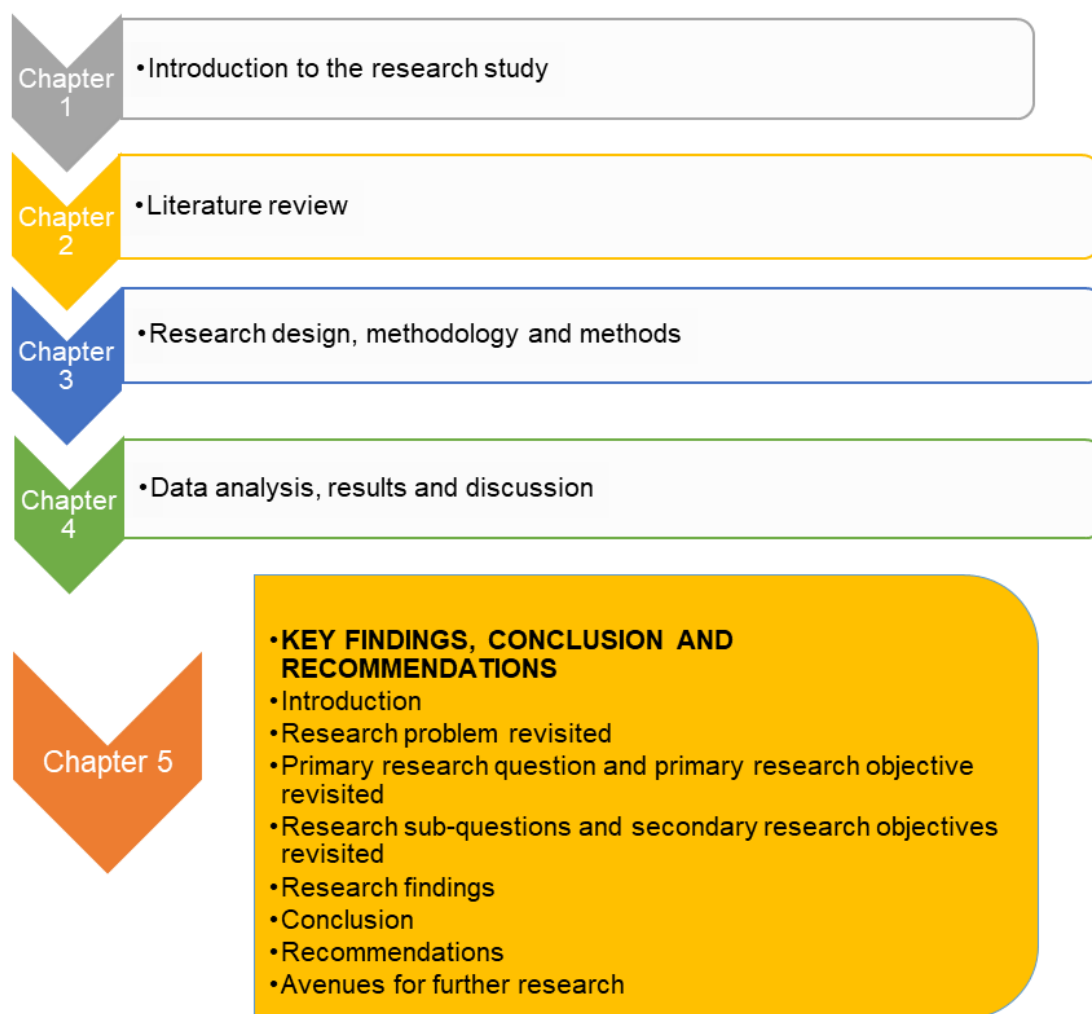 Chapter
1
•Introduction to the research study
Chapter
2
•Literature review
Chapter
3
•Research design, methodology and methods
Chapter
4
•Data analysis, results and discussion
Chapter 5
•KEY FINDINGS, CONCLUSION AND
RECOMMENDATIONS
•Introduction
•Research problem revisited
•Primary research question and primary research objective
revisited
•Research sub-questions and secondary research objectives
revisited
•Research findings
•Conclusion
•Recommendations
•Avenues for further research